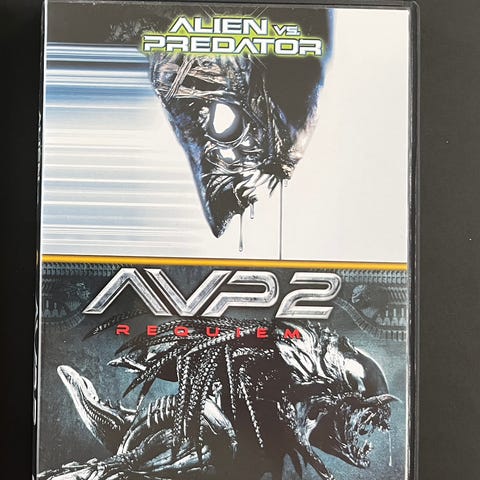 ALIEN VS.
PREDATOR
AVP2
REQUIEM